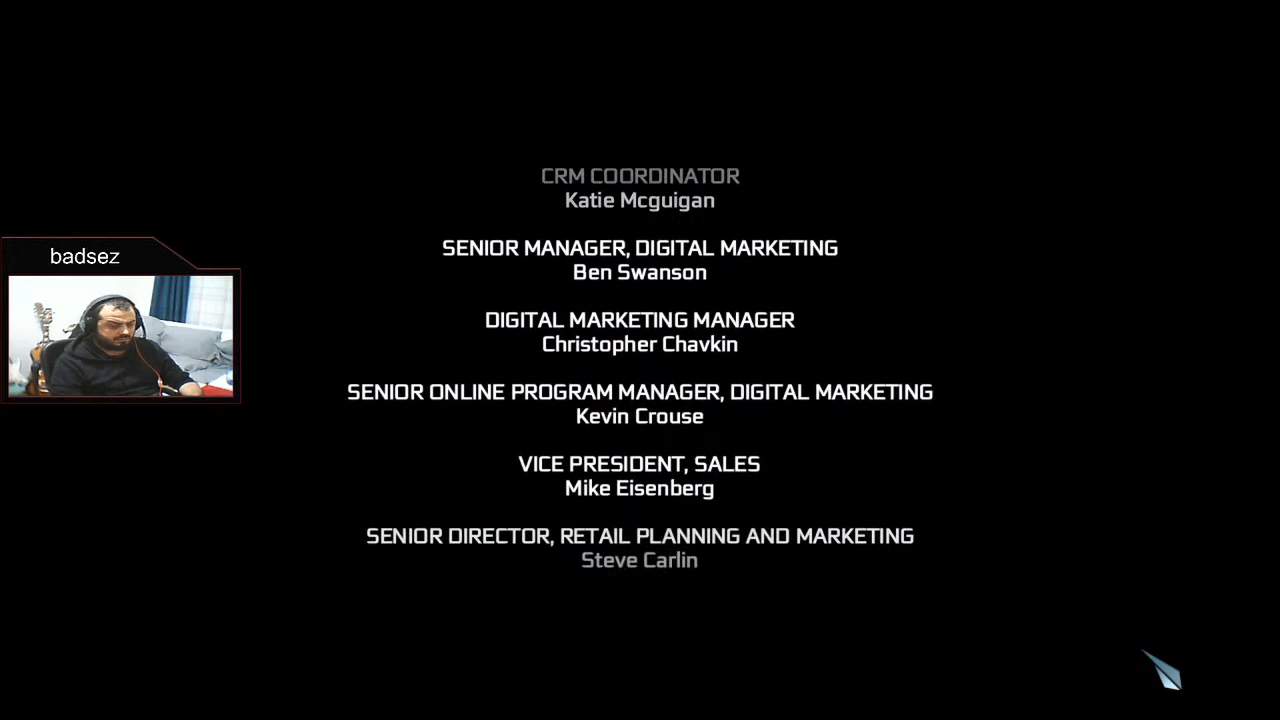 CRM COORDINATOR
Katie Mcguigan
SENIOR MANAGER, DIGITAL MARKETING
Ben Swanson
DIGITAL MARKETING MANAGER
Christopher Chavkin
SENIOR ONLINE PROGRAM MANAGER, DIGITAL MARKETING
Kevin Crouse
VICE PRESIDENT, SALES
Mike Eisenberg
SENIOR DIRECTOR, RETAIL PLANNING AND MARKETING
Steve Carlin
badsez